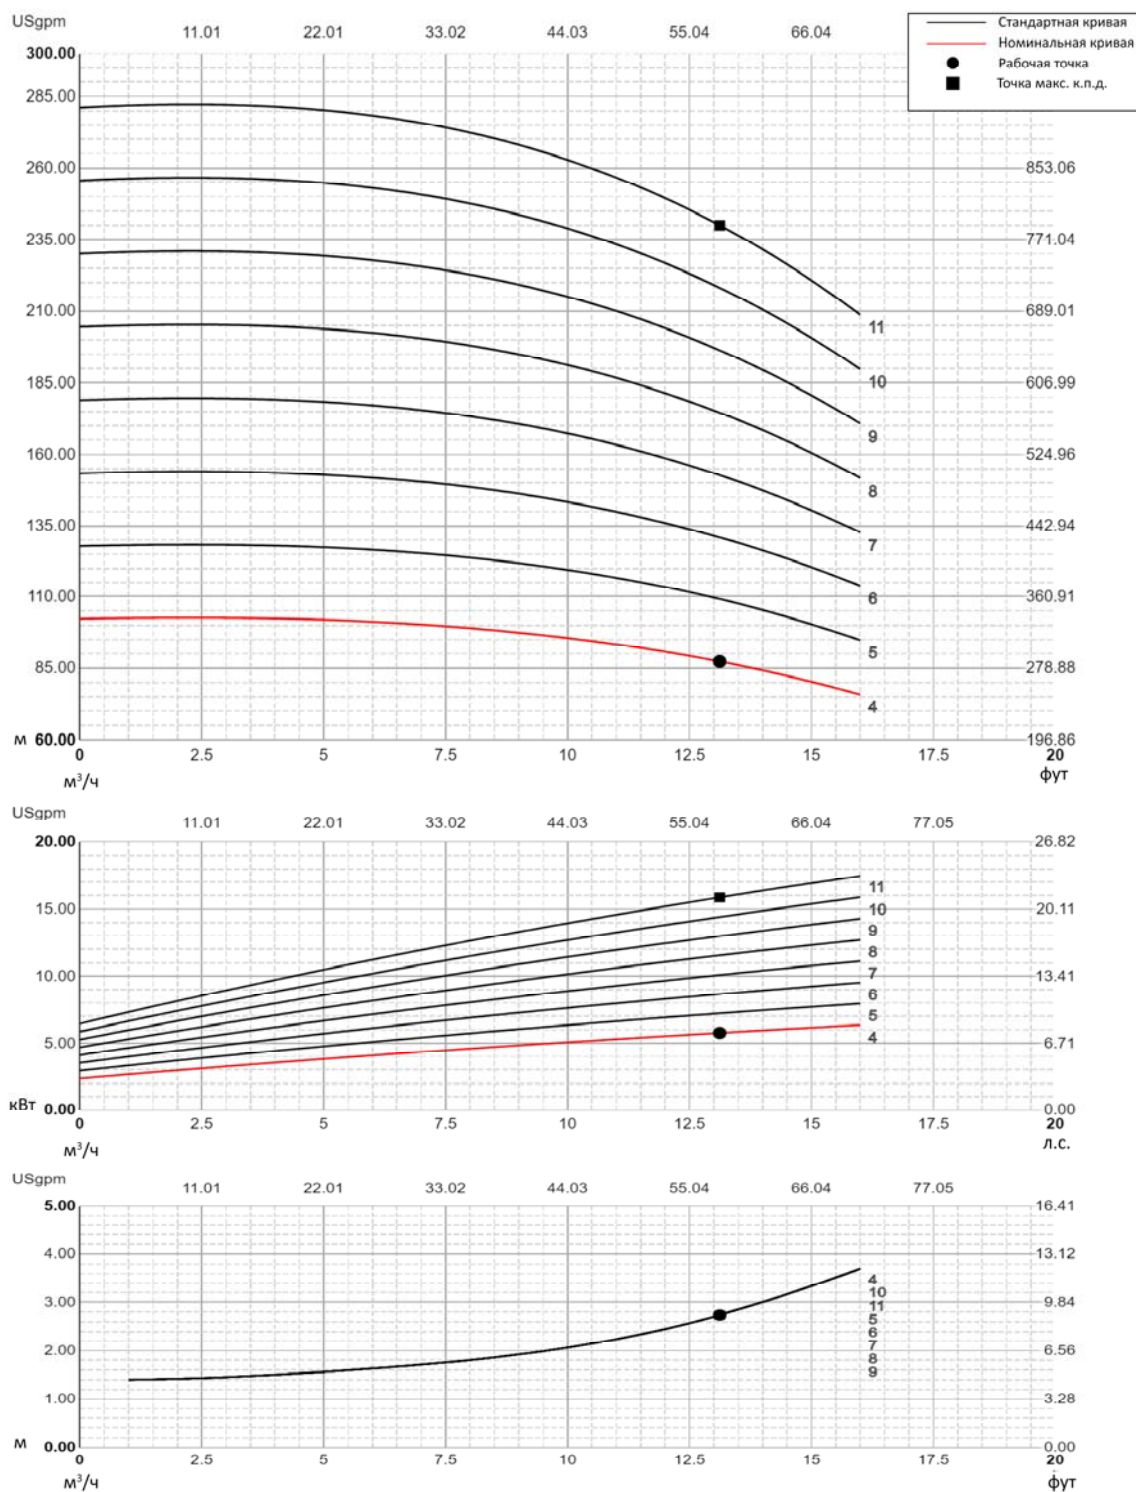 USgpm
11.01 22.01 33.02 44.03 55.04 66.04
Стандартная кривая
Номинальная кривая
Рабочая точка
Точка макс. к.п.д.
300.00
285.00
260.00 853.06
235.00 771.04
210.00 689.01
11
185.00 606.99
10
9
160.00 524.96
8
135.00 442.94
7
110.00 360.91
6
5
85.00 278.88
4
м 60.00 196.86
0 2.5 5 7.5 10 12.5 15 17.5 20
м³/ч фут
USgpm
11.01 22.01 33.02 44.03 55.04 66.04 77.05
20.00 26.82
11
15.00 20.11
10
9
8
10.00 13.41
7
6
5
5.00 6.71
4
кВт 0.00 0.00
0 2.5 5 7.5 10 12.5 15 17.5 20
м³/ч л.с.
USgpm
11.01 22.01 33.02 44.03 55.04 66.04 77.05
5.00 16.41
4.00 13.12
4
10
3.00 11 9.84
5
6
7
2.00 6.56
8
9
1.00 3.28
м 0.00 0.00
0 2.5 5 7.5 10 12.5 15 17.5 20
м³/ч фут